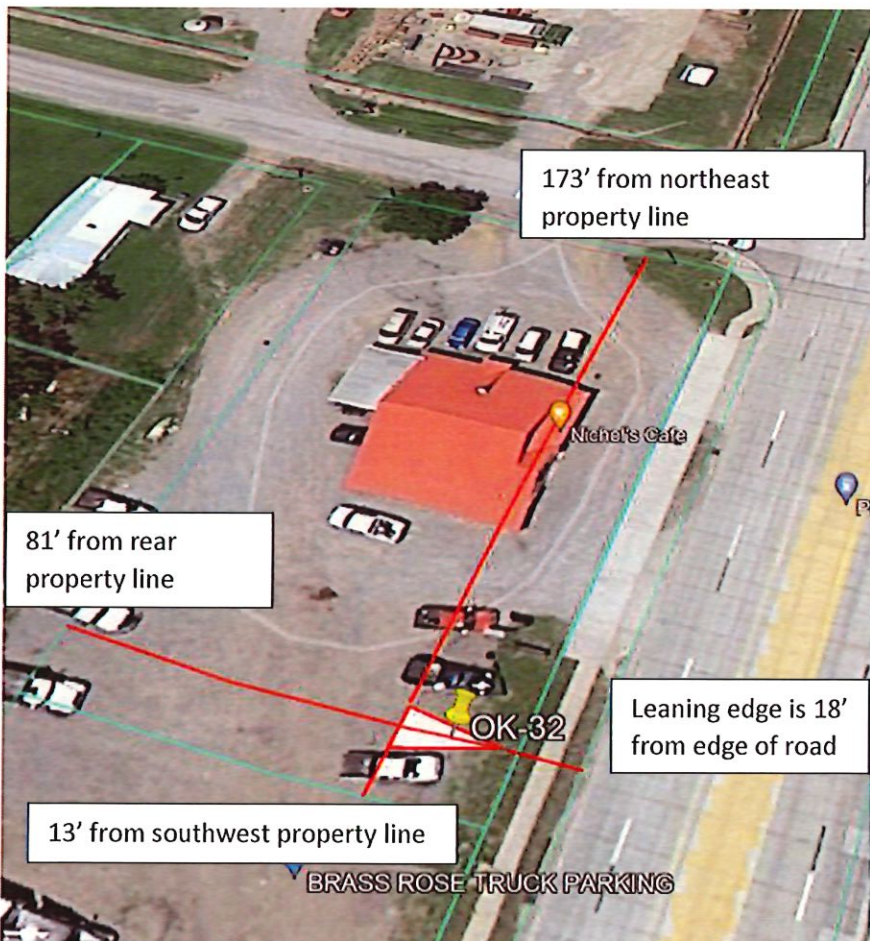 173’ from northeast
property line
Nichol's Cafe
P
81’ from rear
property line
OK-32
Leaning edge is 18’
from edge of road
13’ from southwest property line
BRASS ROSE TRUCK PARKING